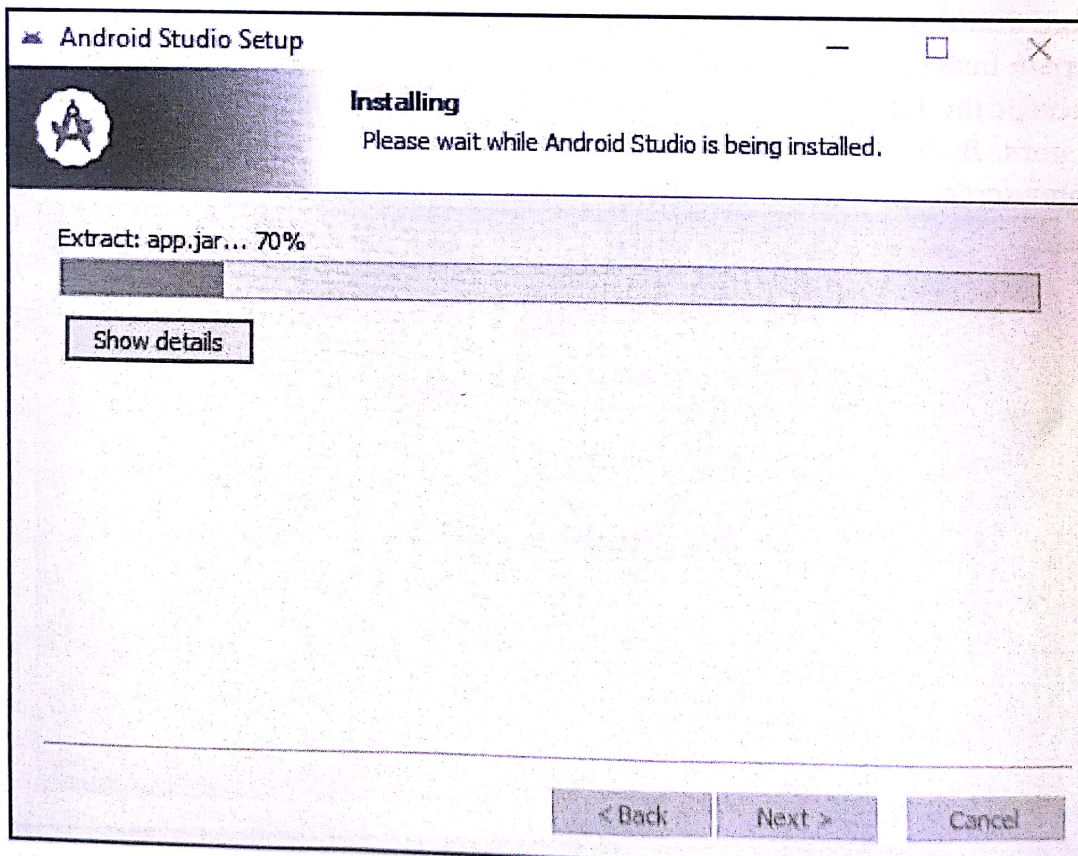 Android Studio Setup
Installing
Please wait while Android Studio is being installed.
Extract: app.jar... 70%
Show details
< Back
Next >
Cancel